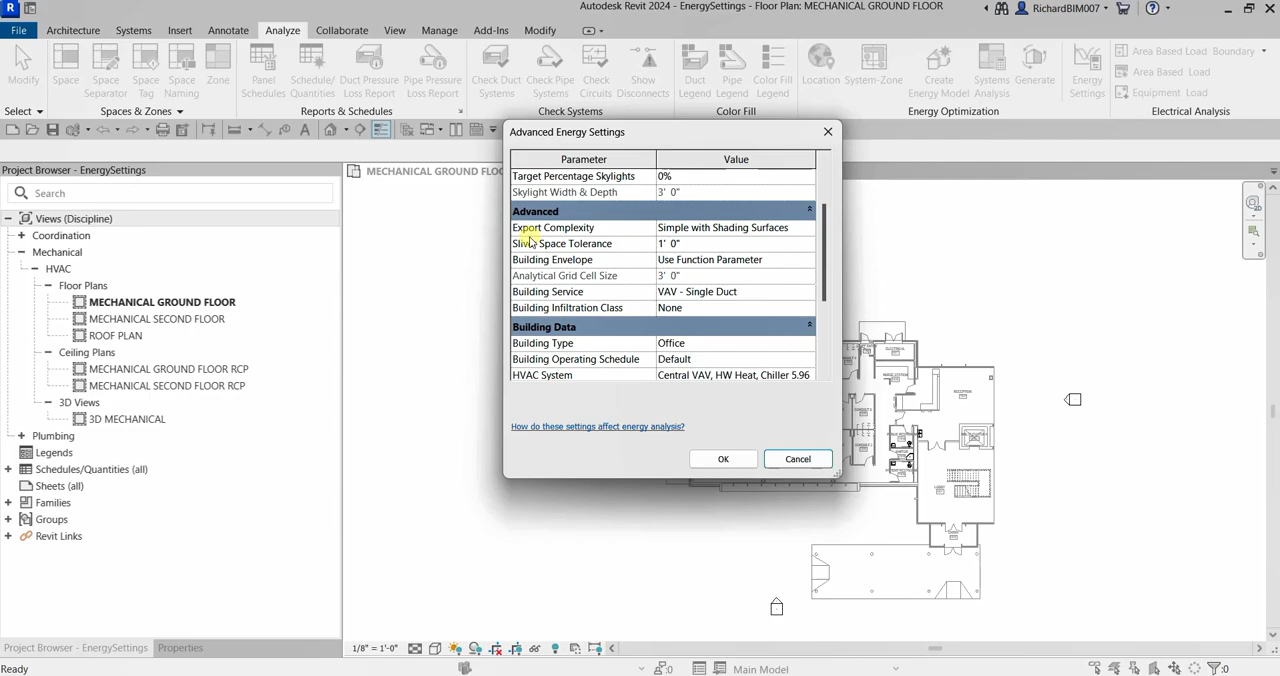 Autodesk Revit 2024 - EnergySettings - Floor Plan: MECHANICAL GROUND FLOOR
RichardBIM007
File Architecture Systems Insert Annotate Analyze Collaborate View Manage Add-Ins Modify
Modify
Space
Space Separator
Space Tag
Space Naming
Zone
Panel Schedules
Schedule/ Quantities
Duct Pressure Loss Report
Pipe Pressure Loss Report
Check Duct Systems
Check Pipe Systems
Check Circuits
Show Disconnects
Duct Legend
Pipe Legend
Color Fill Legend
Location
System-Zone
Create Energy Model
Systems Analysis
Generate
Energy Settings
Area Based Load Boundary
Area Based Load
Equipment Load
Select Spaces & Zones Reports & Schedules Check Systems Color Fill Energy Optimization Electrical Analysis
Project Browser - EnergySettings
Search
Views (Discipline)
Coordination
Mechanical
HVAC
Floor Plans
MECHANICAL GROUND FLOOR
MECHANICAL SECOND FLOOR
ROOF PLAN
Ceiling Plans
MECHANICAL GROUND FLOOR RCP
MECHANICAL SECOND FLOOR RCP
3D Views
3D MECHANICAL
Plumbing
Legends
Schedules/Quantities (all)
Sheets (all)
Families
Groups
Revit Links
Project Browser - EnergySettings Properties
MECHANICAL GROUND FLOO
Advanced Energy Settings
Parameter Value
Target Percentage Skylights 0%
Skylight Width & Depth 3' 0"
Advanced
Export Complexity Simple with Shading Surfaces
Space Tolerance 1' 0"
Building Envelope Use Function Parameter
Analytical Grid Cell Size 3' 0"
Building Service VAV - Single Duct
Building Infiltration Class None
Building Data
Building Type Office
Building Operating Schedule Default
HVAC System Central VAV, HW Heat, Chiller 5.96
How do these settings affect energy analysis?
OK Cancel
1/8" = 1'-0"
Ready
:0
Main Model
:0